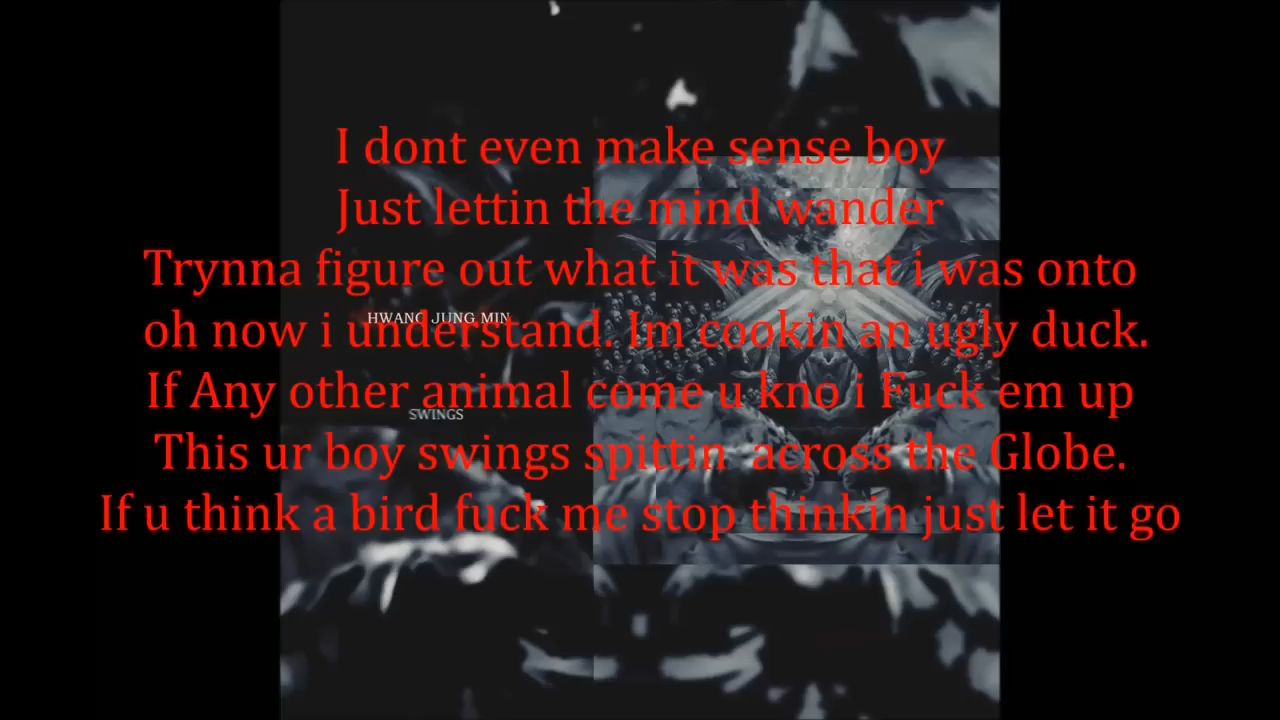 I dont even make sense boy
Just lettin the mind wander
Trynna figure out what it was that i was onto
HWANG JUNG MIN
oh now i understand. Im cookin an ugly duck.
If Any other animal come u kno i Fuck em up
SWINGS
This ur boy swings spittin  across the Globe.
If u think a bird fuck me stop thinkin just let it go